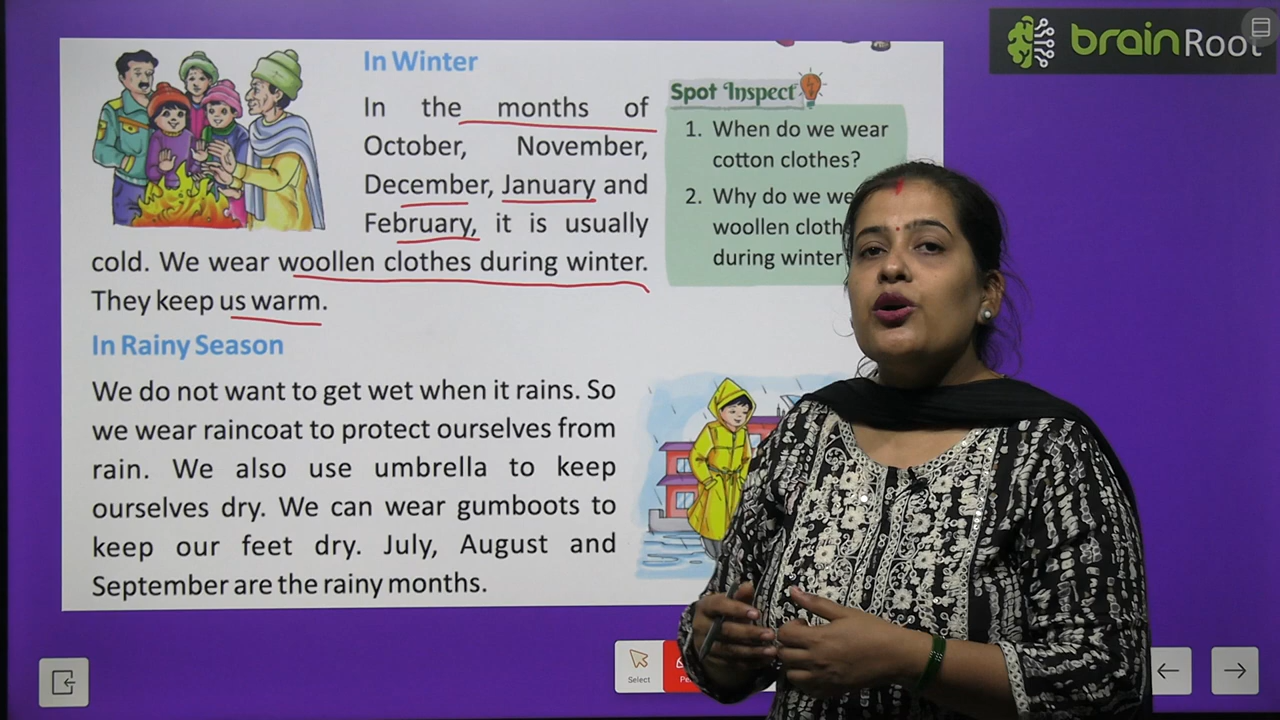 brainRoot
In Winter
In the months of
October, November,
December, January and
February, it is usually
cold. We wear woollen clothes during winter.
They keep us warm.
Spot Inspect
1. When do we wear
cotton clothes?
2. Why do we
woollen
during winter
In Rainy Season
We do not want to get wet when it rains. So
we wear raincoat to protect ourselves from
rain. We also use umbrella to keep
ourselves dry. We can wear gumboots to
keep our feet dry. July, August and
September are the rainy months.
Select